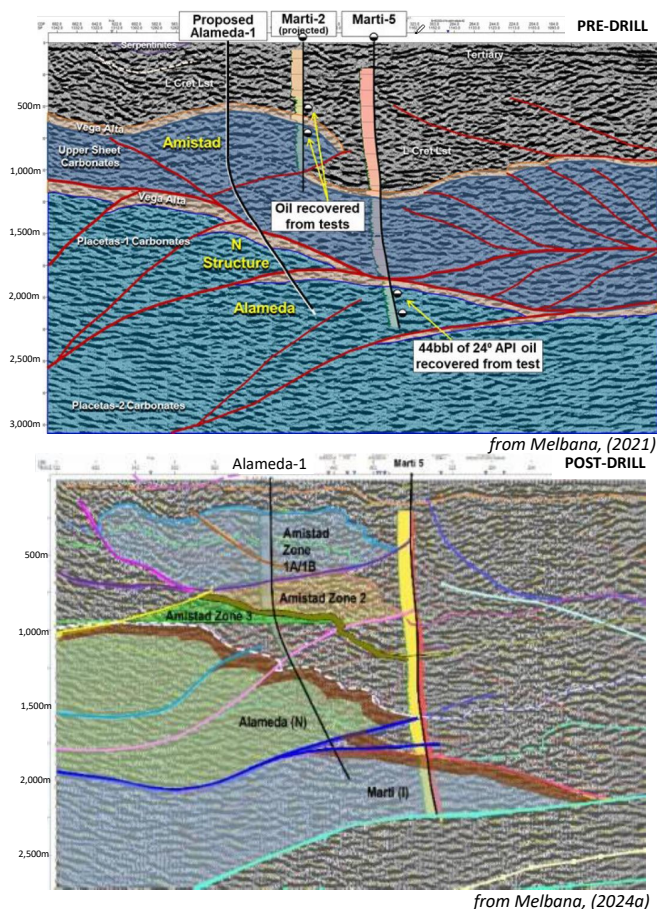 Proposed
Alameda-1
Marti-2
(projected)
Marti-5
PRE-DRILL
Serpentinites
Tertiary
L Cret Lst
500m
Vega Alta
Amistad
L Cret Lst
Upper Sheet
Carbonates
1,000m
Vega Alta
Oil recovered
from tests
Placetas-1 Carbonates
1,500m
N
Structure
2,000m
Alameda
2,500m
44bbl of 24º API oil
recovered from test
Placetas-2 Carbonates
3,000m
from Melbana, (2021)
Alameda-1
Marti 5
POST-DRILL
Amistad
Zone
1A/1B
500m
Amistad Zone 2
Amistad Zone 3
1,000m
1,500m
Alameda (N)
2,000m
Marti (I)
2,500m
from Melbana, (2024a)